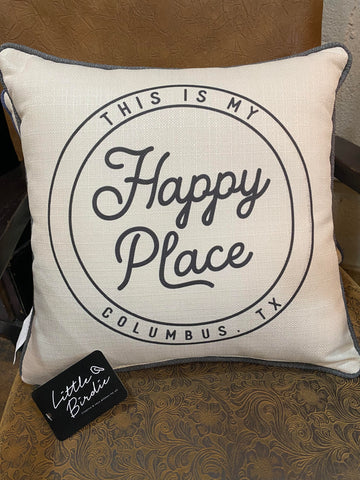 THIS IS MY
Happy
Place
COLUMBUS, TX
Little
Birdie